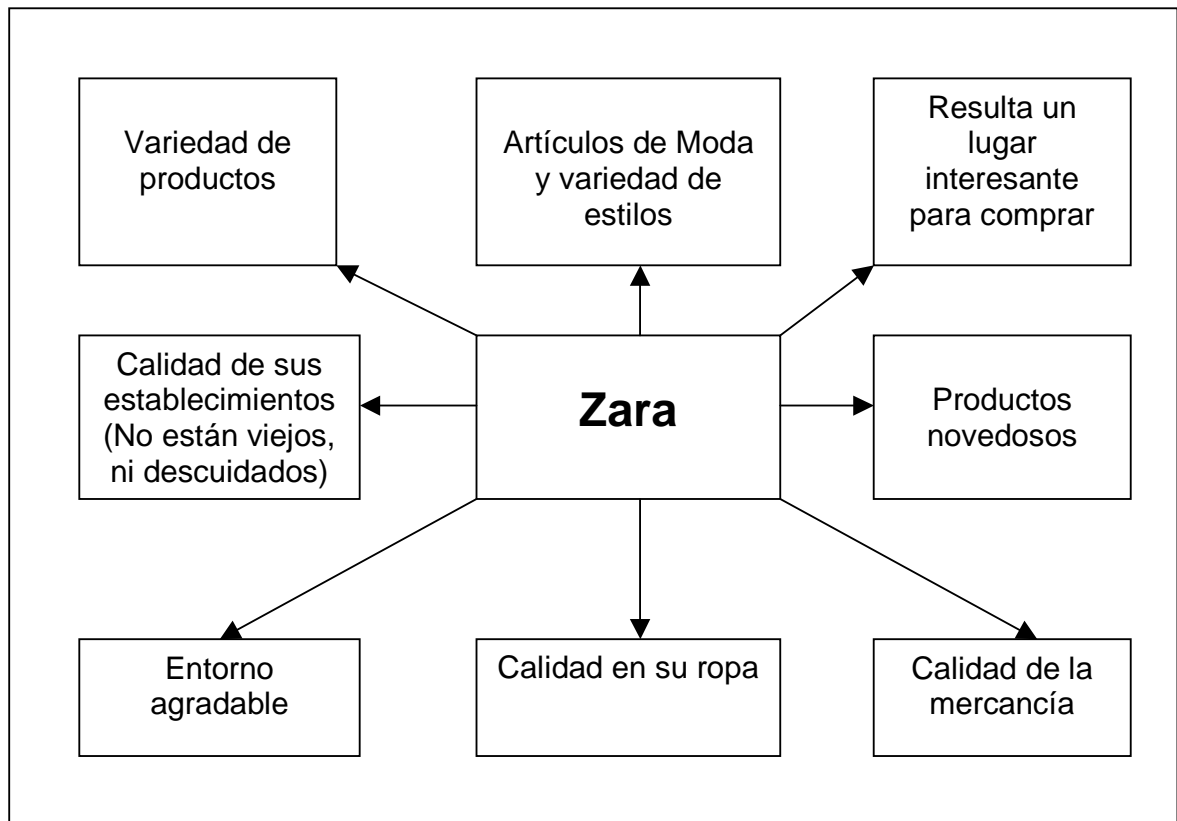 Variedad de
productos
Artículos de Moda
y variedad de
estilos
Resulta un
lugar
interesante
para comprar
Calidad de sus
establecimientos
(No están viejos,
ni descuidados)
Zara
Productos
novedosos
Entorno
agradable
Calidad en su ropa
Calidad de la
mercancía